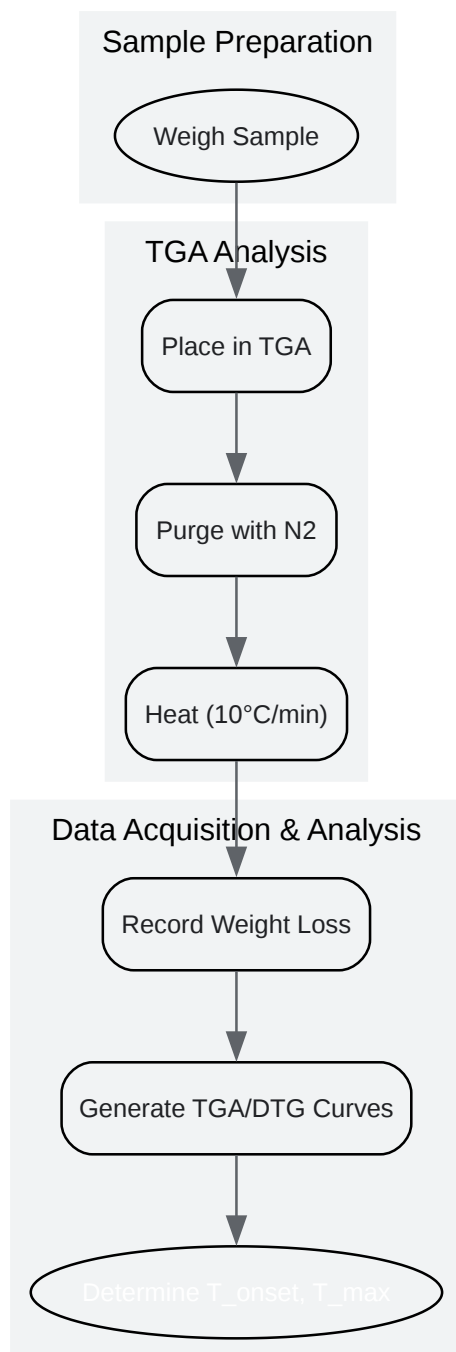 Sample Preparation
Weigh Sample
TGA Analysis
Place in TGA
Purge with N2
Heat (10°C/min)
Data Acquisition & Analysis
Record Weight Loss
Generate TGA/DTG Curves
Determine T_onset, T_max